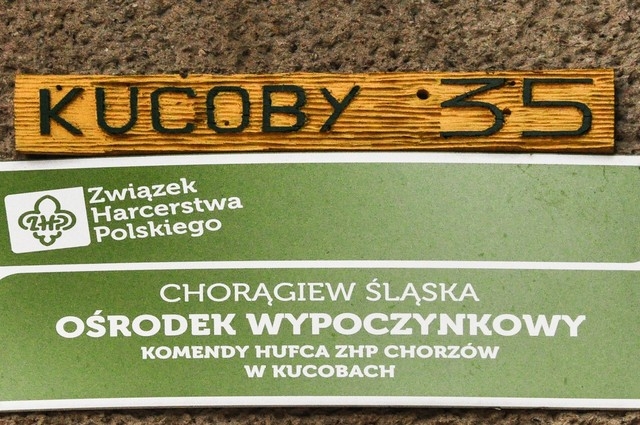 KUCOBY 35
ZHP
Związek
Harcerstwa
Polskiego
CHORĄGIEW ŚLĄSKA
OŚRODEK WYPOCZYNKOWY
KOMENDY HUFCA ZHP CHORZÓW
W KUCOBACH